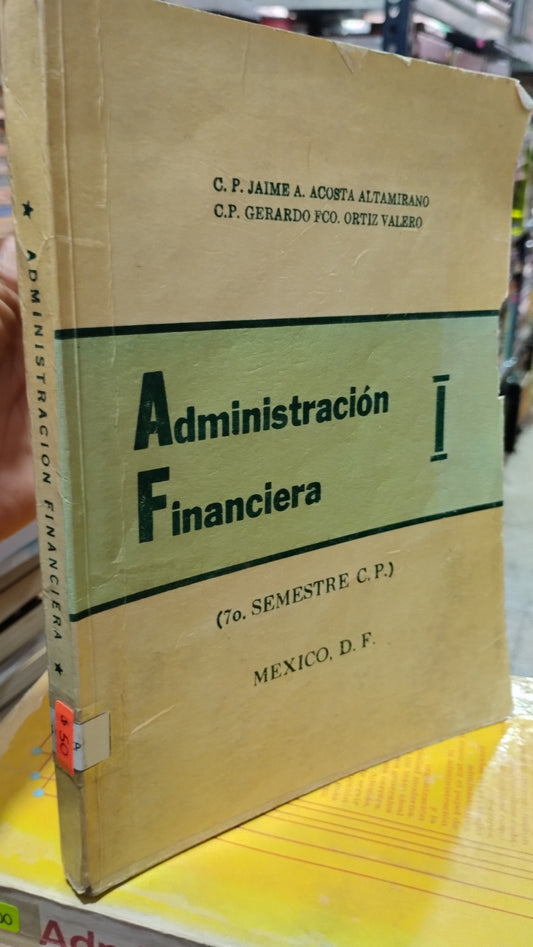 C. P. JAIME A. ACOSTA ALTAMIRANO
C.P. GERARDO FCO. ORTIZ VALERO
Administración I
Financiera
(7o. SEMESTRE C. P.)
MEXICO, D. F.
★ ADMINISTRACION FINANCIERA ★
50